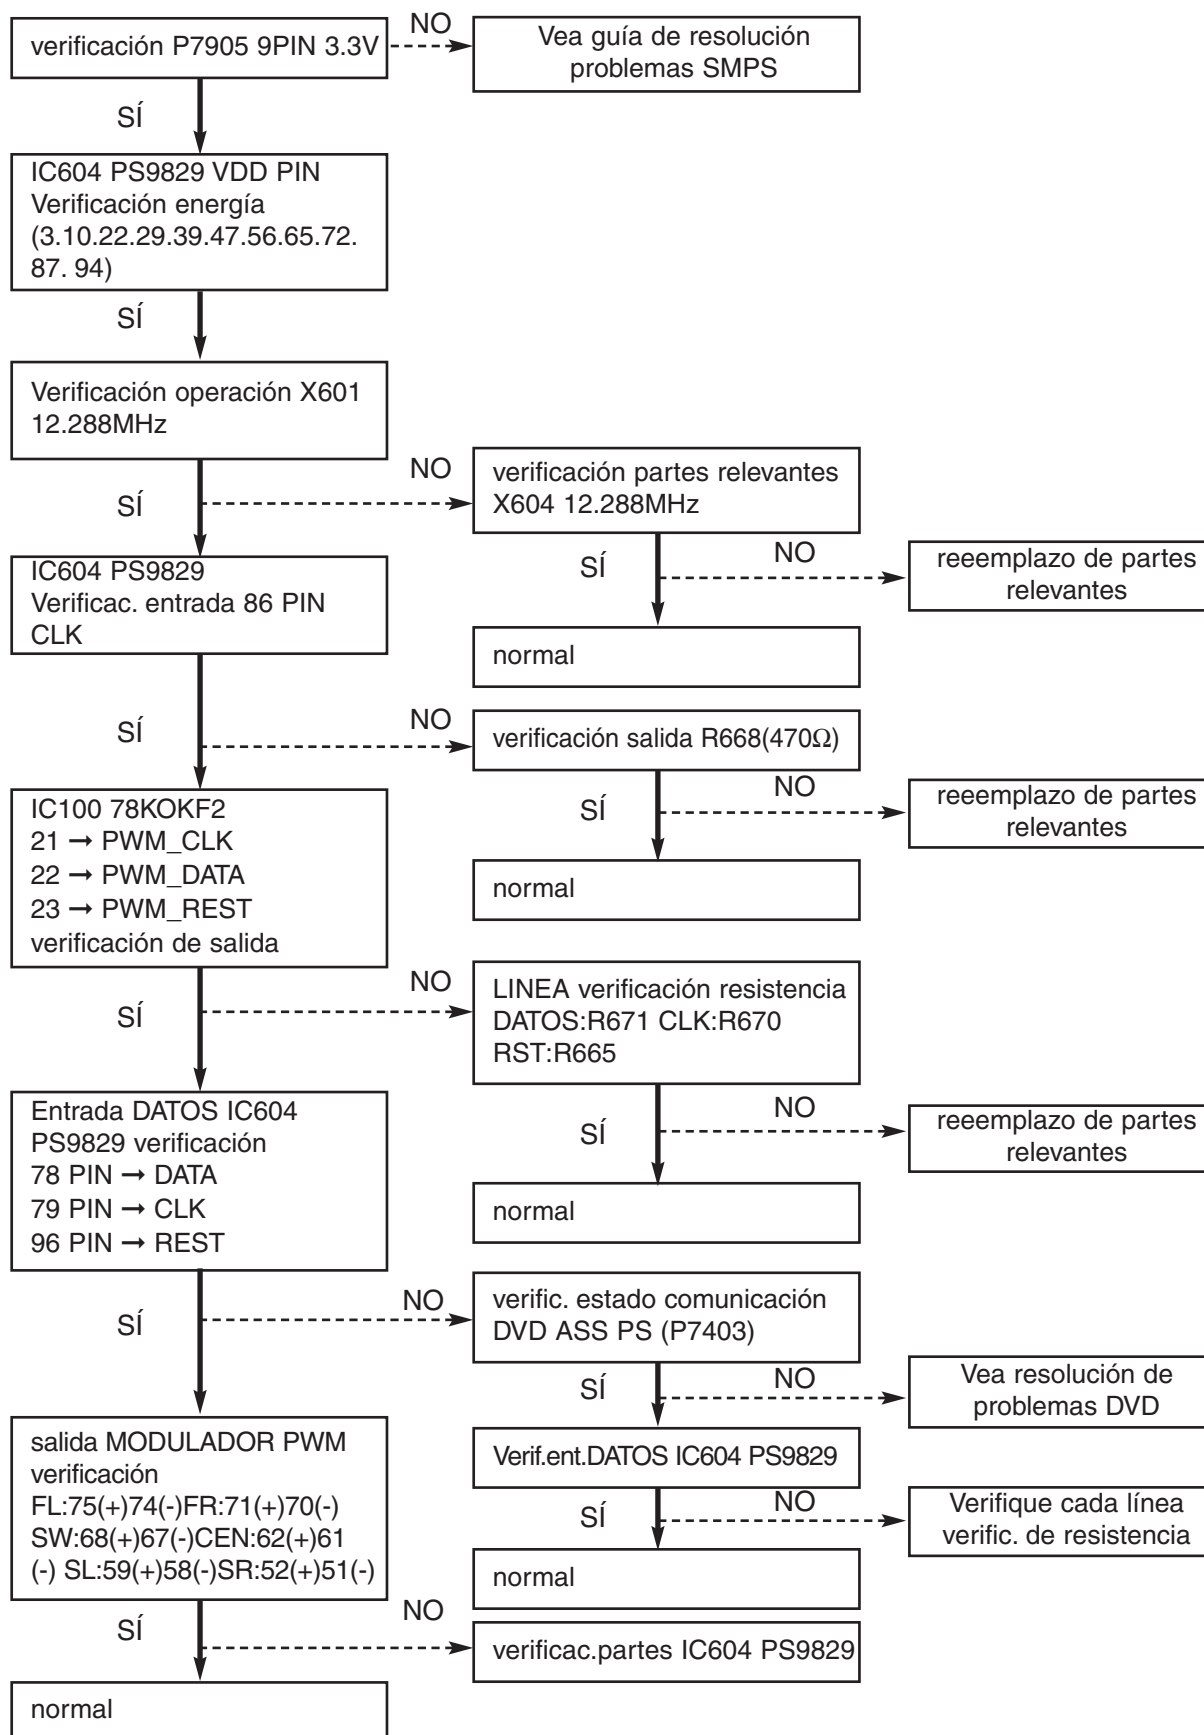 verificación P7905 9PIN 3.3V
NO
Vea guía de resolución
problemas SMPS
SÍ
IC604 PS9829 VDD PIN
Verificación energía
(3.10.22.29.39.47.56.65.72.
87. 94)
SÍ
Verificación operación X601
12.288MHz
NO
verificación partes relevantes
X604 12.288MHz
SÍ
SÍ
NO
reeemplazo de partes
relevantes
IC604 PS9829
Verificac. entrada 86 PIN
CLK
normal
SÍ
NO
verificación salida R668(470Ω)
SÍ
NO
reeemplazo de partes
relevantes
IC100 78KOKF2
21 → PWM_CLK
22 → PWM_DATA
23 → PWM_REST
verificación de salida
normal
SÍ
NO
LINEA verificación resistencia
DATOS:R671 CLK:R670
RST:R665
SÍ
NO
reeemplazo de partes
relevantes
Entrada DATOS IC604
PS9829 verificación
78 PIN → DATA
79 PIN → CLK
96 PIN → REST
normal
SÍ
NO
verific. estado comunicación
DVD ASS PS (P7403)
SÍ
NO
Vea resolución de
problemas DVD
salida MODULADOR PWM
verificación
FL:75(+)74(-)FR:71(+)70(-)
SW:68(+)67(-)CEN:62(+)61
(-) SL:59(+)58(-)SR:52(+)51(-)
Verif.ent.DATOS IC604 PS9829
SÍ
NO
Verifique cada línea
verific. de resistencia
normal
SÍ
NO
verificac.partes IC604 PS9829
normal